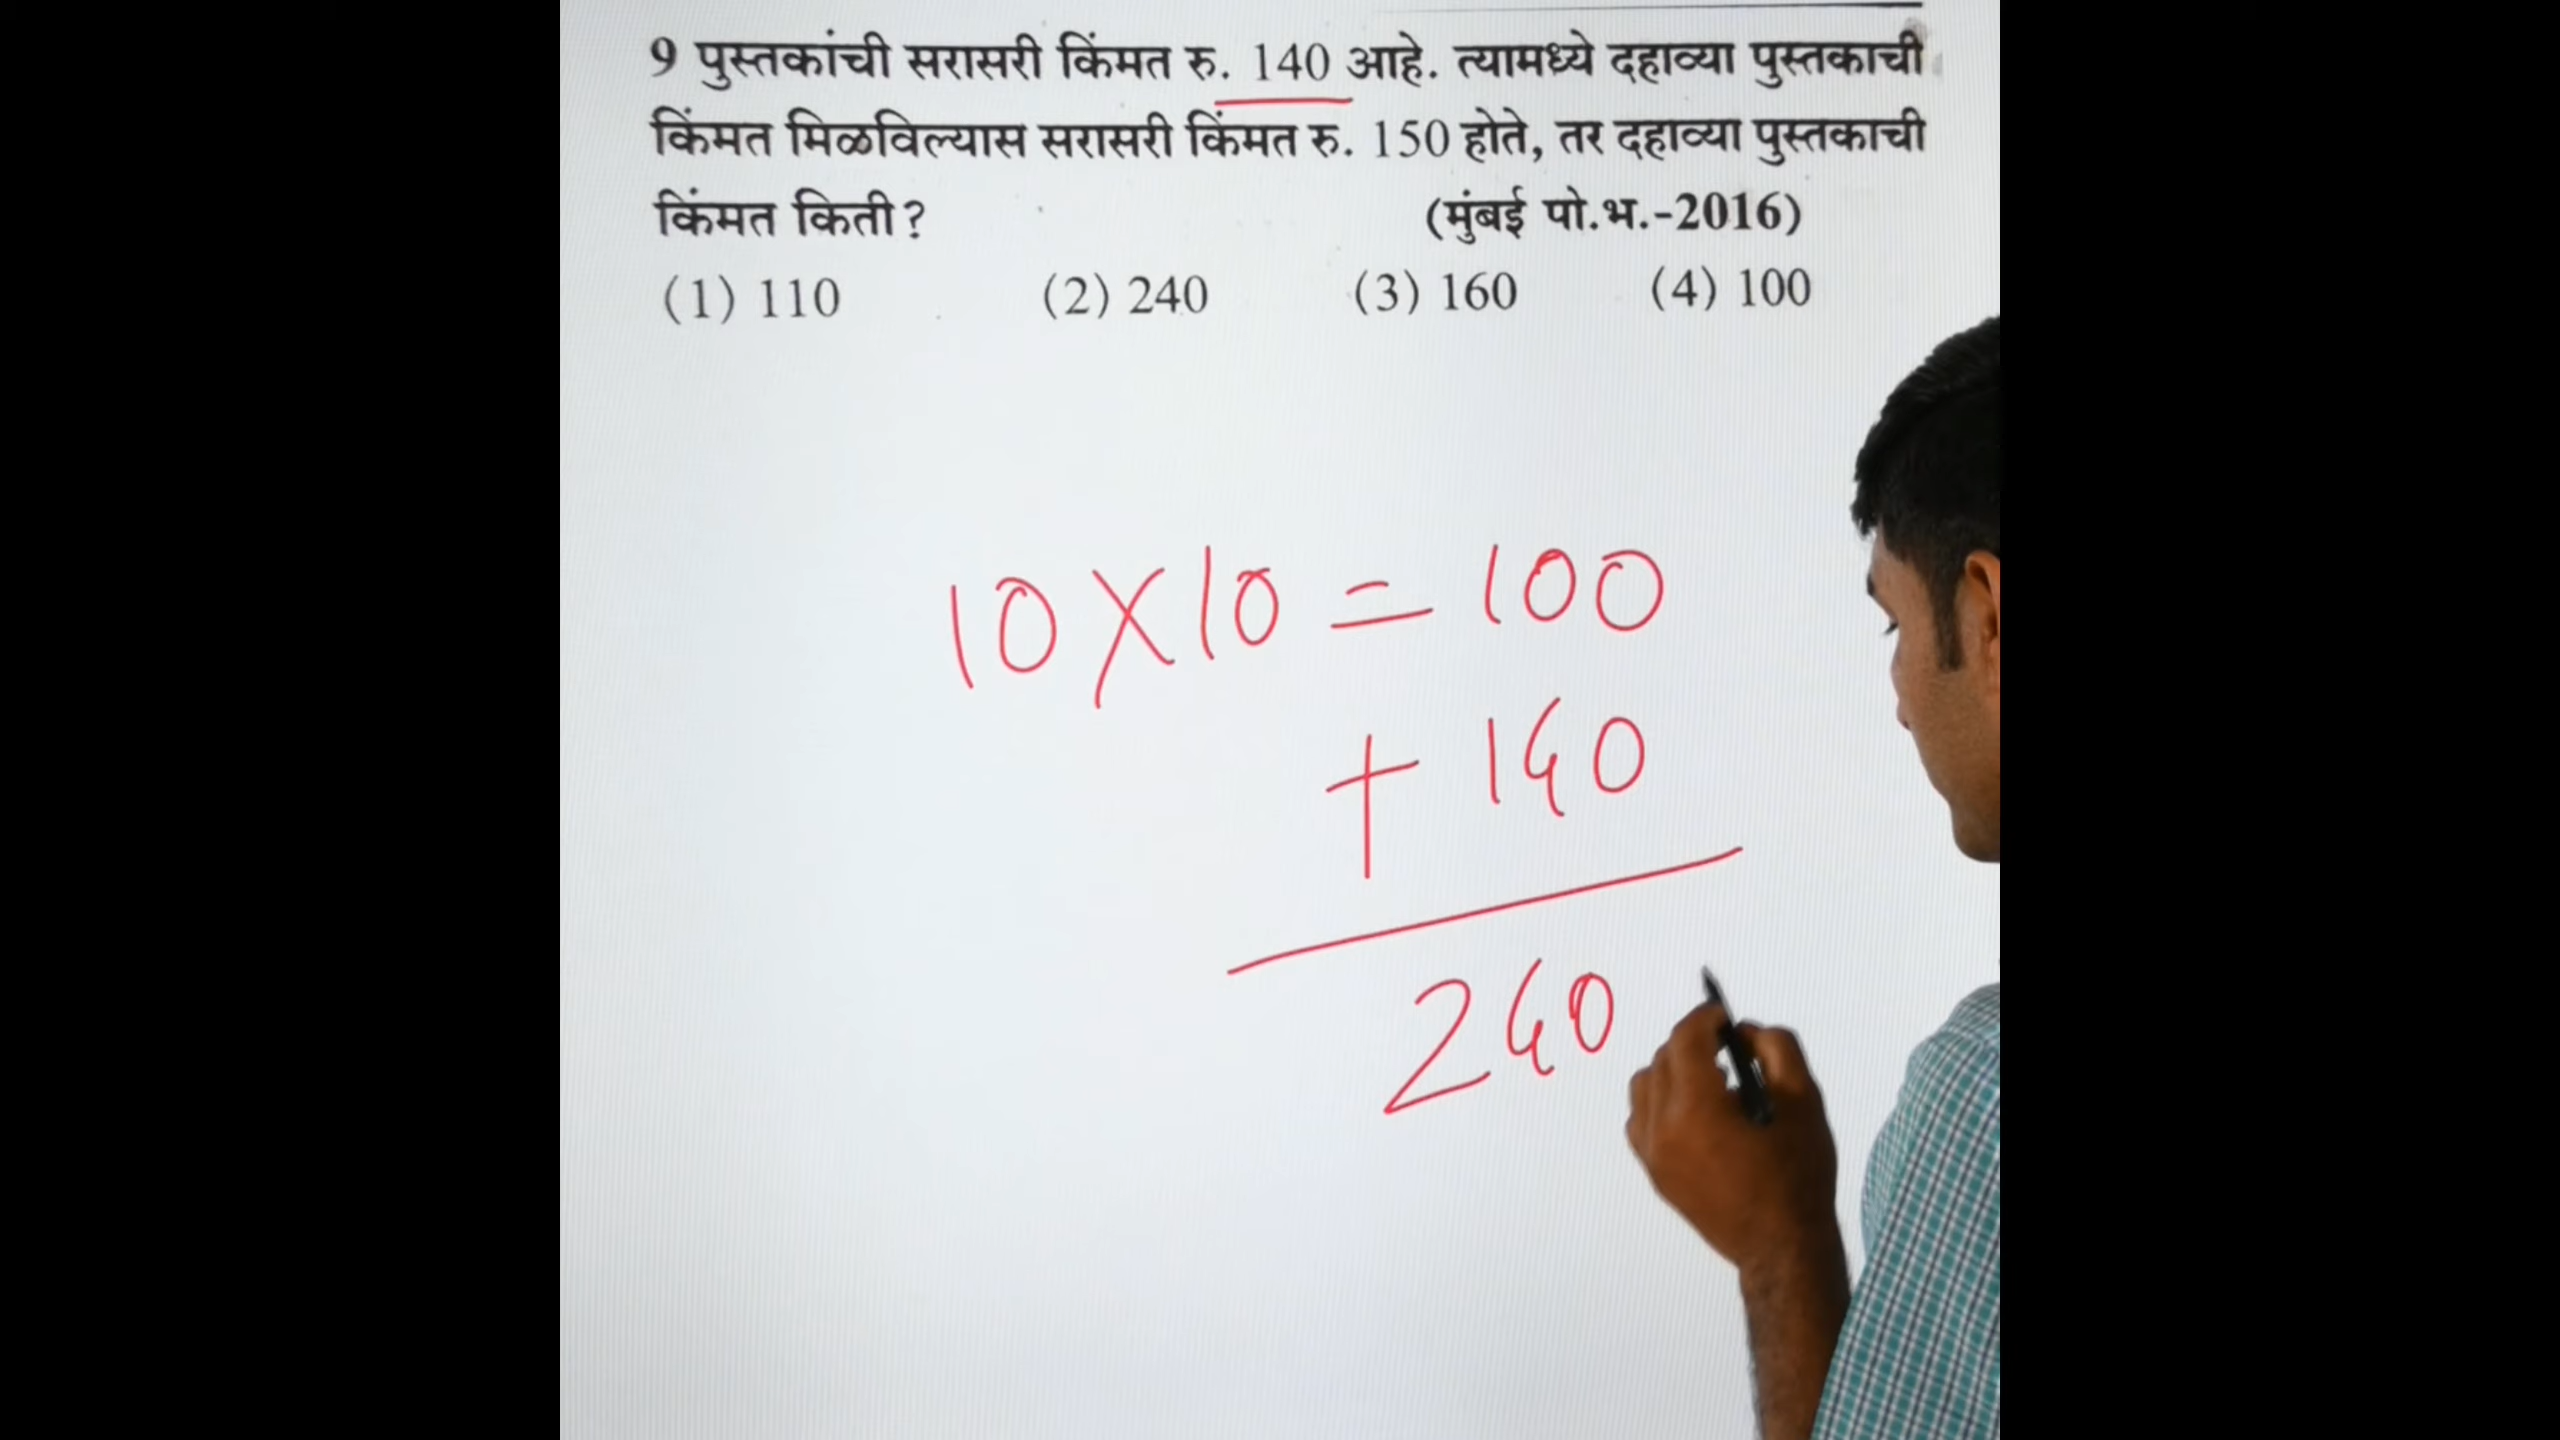 9 पुस्तकांची सरासरी किंमत रु. 140 आहे. त्यामध्ये दहाव्या पुस्तकाची
किंमत मिळविल्यास सरासरी किंमत रु. 150 होते, तर दहाव्या पुस्तकाची
किंमत किती? (मुंबई पो.भ.-2016)
(1) 110 (2) 240 (3) 160 (4) 100
10 X 10 = 100
+ 140
240